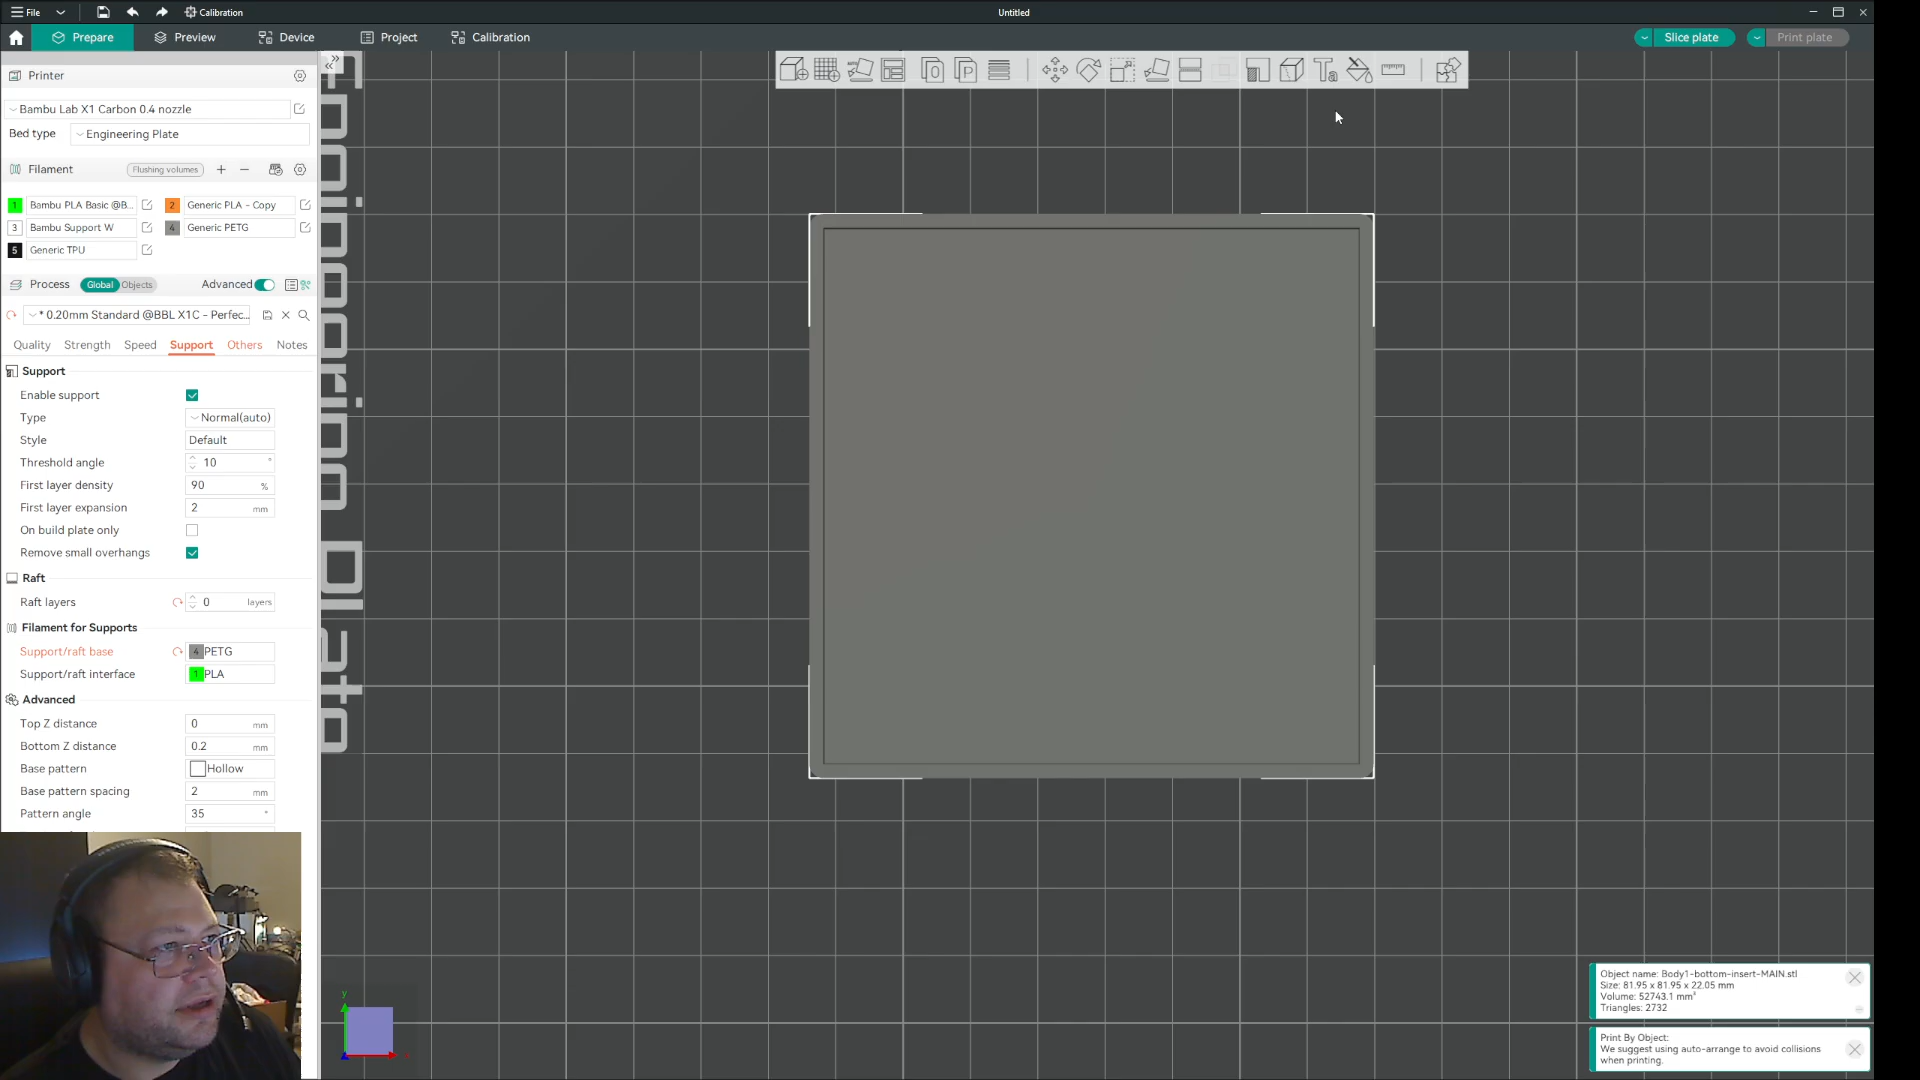 File
Calibration
Untitled
Prepare
Preview
Device
Project
Calibration
Slice plate
Print plate
Printer
Bambu Lab X1 Carbon 0.4 nozzle
Bed type
Engineering Plate
Filament
Flushing volumes
1
Bambu PLA Basic @B...
2
Generic PLA - Copy
3
Bambu Support W
4
Generic PETG
5
Generic TPU
Process
Global
Objects
Advanced
* 0.20mm Standard @BBL X1C - Perfec...
Quality
Strength
Speed
Support
Others
Notes
Support
Enable support
Type
Normal(auto)
Style
Default
Threshold angle
10 °
First layer density
90 %
First layer expansion
2 mm
On build plate only
Remove small overhangs
Raft
Raft layers
0 layers
Filament for Supports
Support/raft base
4 PETG
Support/raft interface
1 PLA
Advanced
Top Z distance
0 mm
Bottom Z distance
0.2 mm
Base pattern
Hollow
Base pattern spacing
2 mm
Pattern angle
35 °
y
Object name: Body1-bottom-insert-MAIN.stl
Size: 81.95 x 81.95 x 22.05 mm
Volume: 52743.1 mm³
Triangles: 2732
Print By Object:
We suggest using auto-arrange to avoid collisions
when printing.